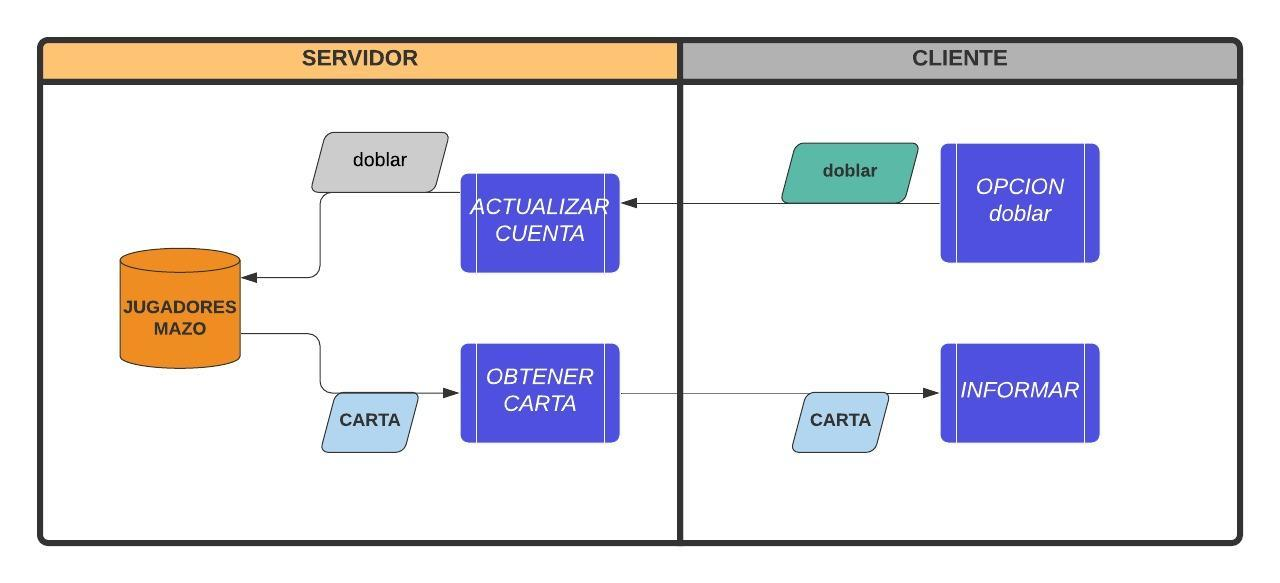 SERVIDOR
CLIENTE
doblar
doblar
OPCION
doblar
ACTUALIZAR
CUENTA
JUGADORES
MAZO
OBTENER
CARTA
INFORMAR
CARTA
CARTA